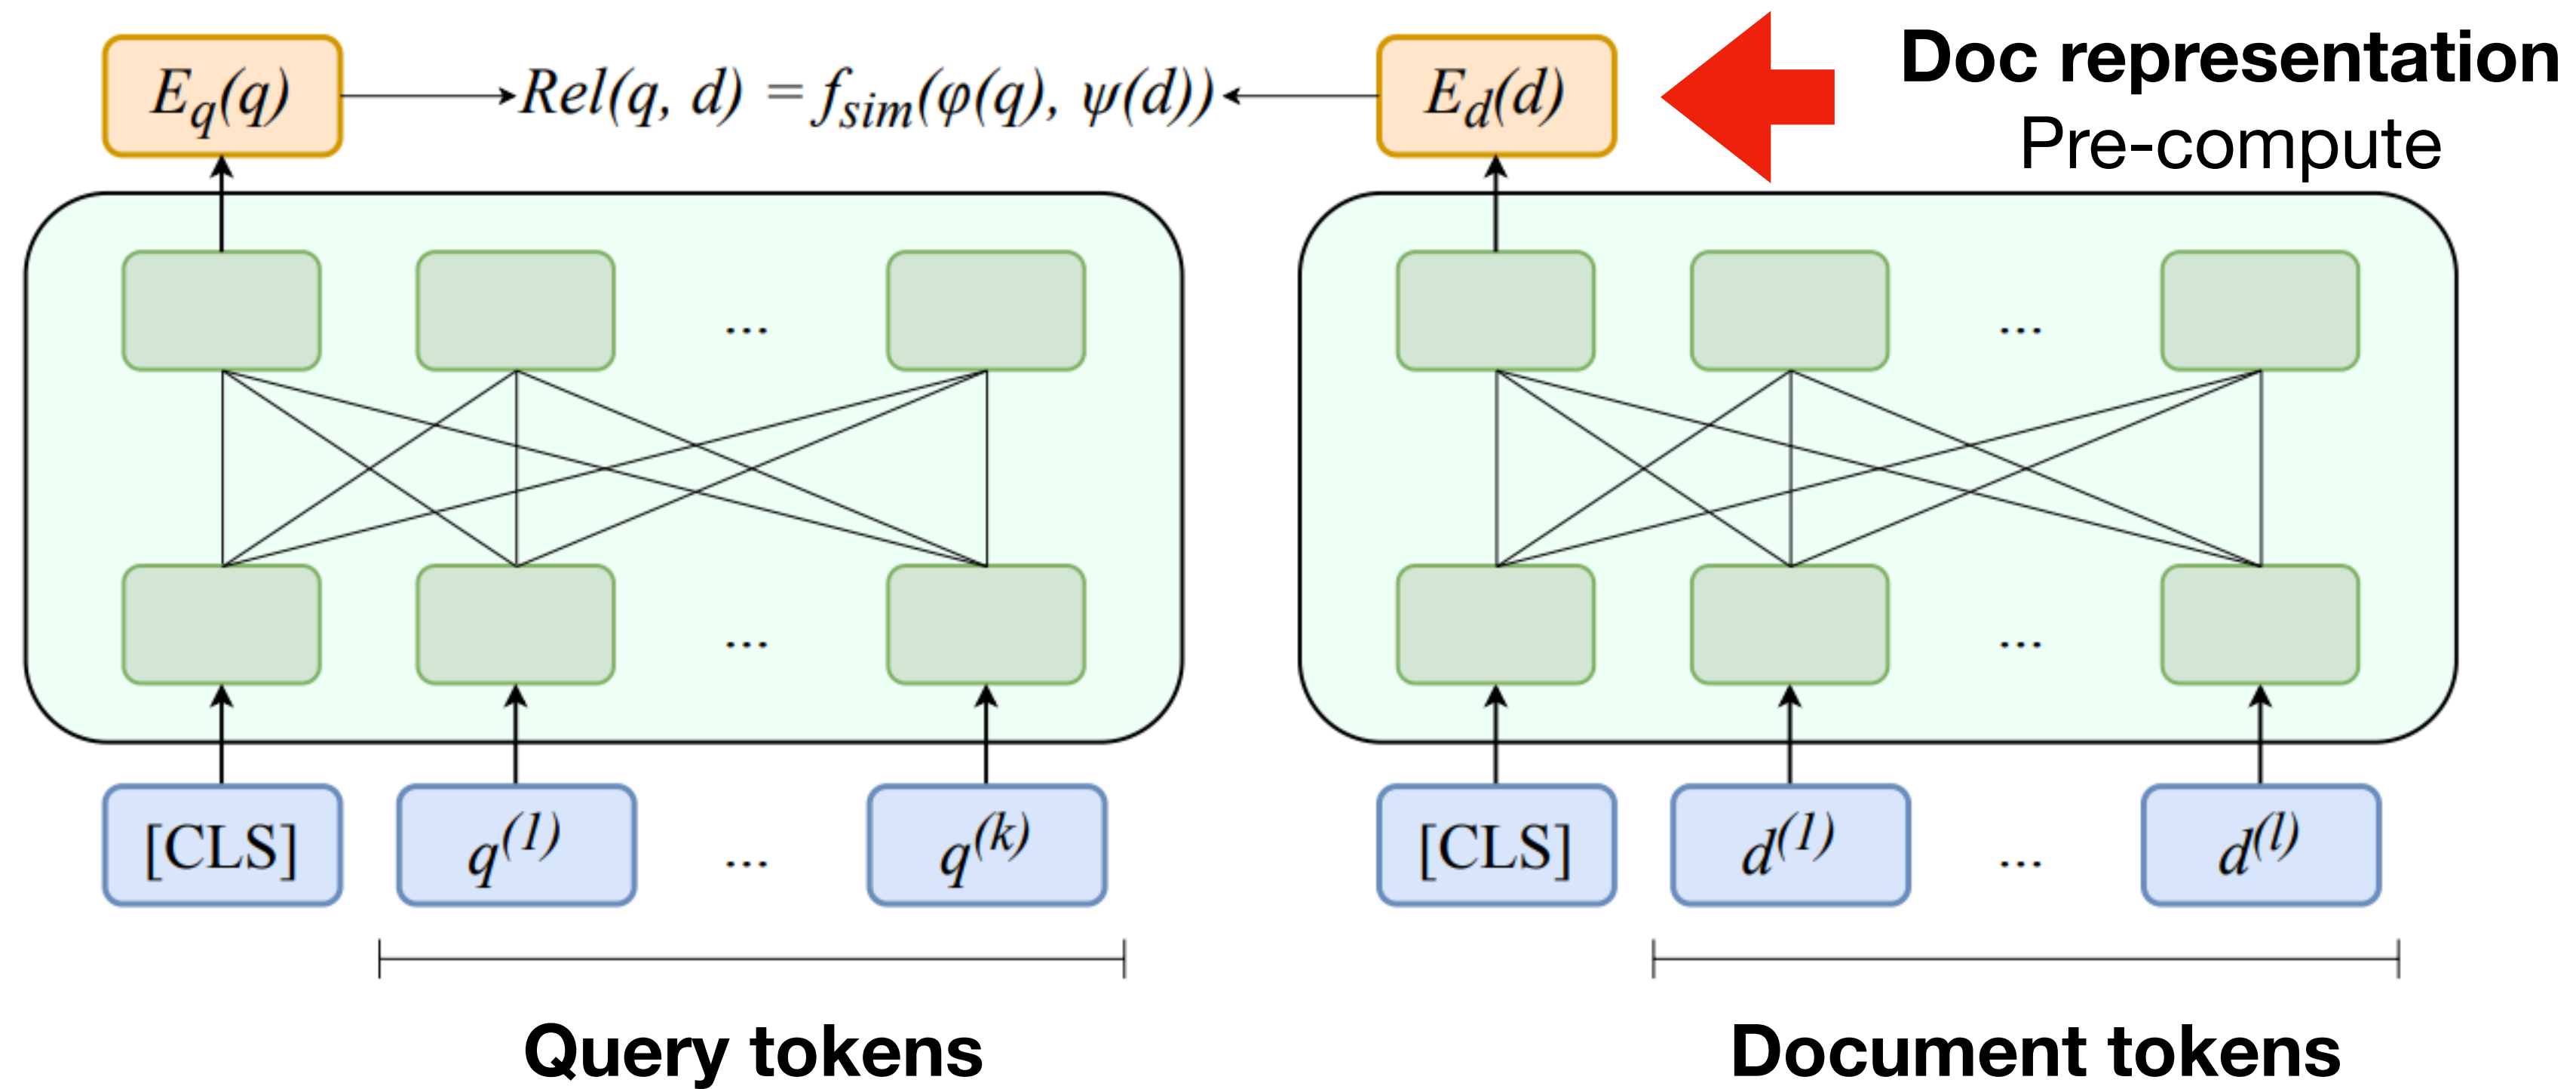 E_q(q)
Rel(q, d) = f_sim(φ(q), ψ(d))
E_d(d)
Doc representation
Pre-compute
...
...
...
...
[CLS]
q^(1)
...
q^(k)
[CLS]
d^(1)
...
d^(l)
Query tokens
Document tokens